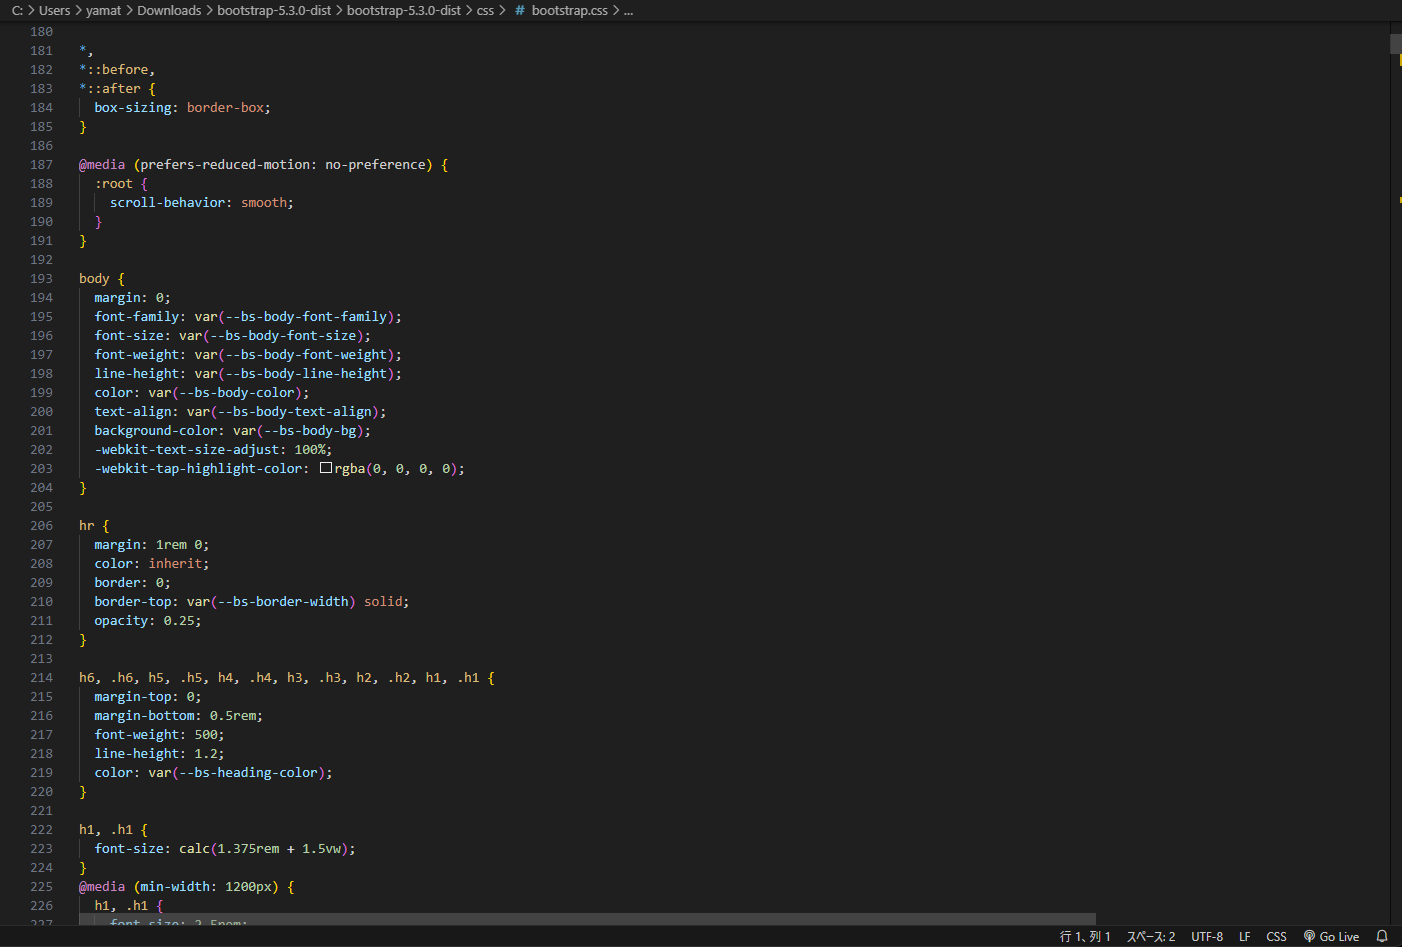 C: > Users > yamat > Downloads > bootstrap-5.3.0-dist > bootstrap-5.3.0-dist > css > # bootstrap.css > ...
180
181 *,
182 *::before,
183 *::after {
184   box-sizing: border-box;
185 }
186
187 @media (prefers-reduced-motion: no-preference) {
188   :root {
189     scroll-behavior: smooth;
190   }
191 }
192
193 body {
194   margin: 0;
195   font-family: var(--bs-body-font-family);
196   font-size: var(--bs-body-font-size);
197   font-weight: var(--bs-body-font-weight);
198   line-height: var(--bs-body-line-height);
199   color: var(--bs-body-color);
200   text-align: var(--bs-body-text-align);
201   background-color: var(--bs-body-bg);
202   -webkit-text-size-adjust: 100%;
203   -webkit-tap-highlight-color: rgba(0, 0, 0, 0);
204 }
205
206 hr {
207   margin: 1rem 0;
208   color: inherit;
209   border: 0;
210   border-top: var(--bs-border-width) solid;
211   opacity: 0.25;
212 }
213
214 h6, .h6, h5, .h5, h4, .h4, h3, .h3, h2, .h2, h1, .h1 {
215   margin-top: 0;
216   margin-bottom: 0.5rem;
217   font-weight: 500;
218   line-height: 1.2;
219   color: var(--bs-heading-color);
220 }
221
222 h1, .h1 {
223   font-size: calc(1.375rem + 1.5vw);
224 }
225 @media (min-width: 1200px) {
226   h1, .h1 {
227     font-size: 2.5rem;
行 1、列 1 スペース: 2 UTF-8 LF CSS Go Live